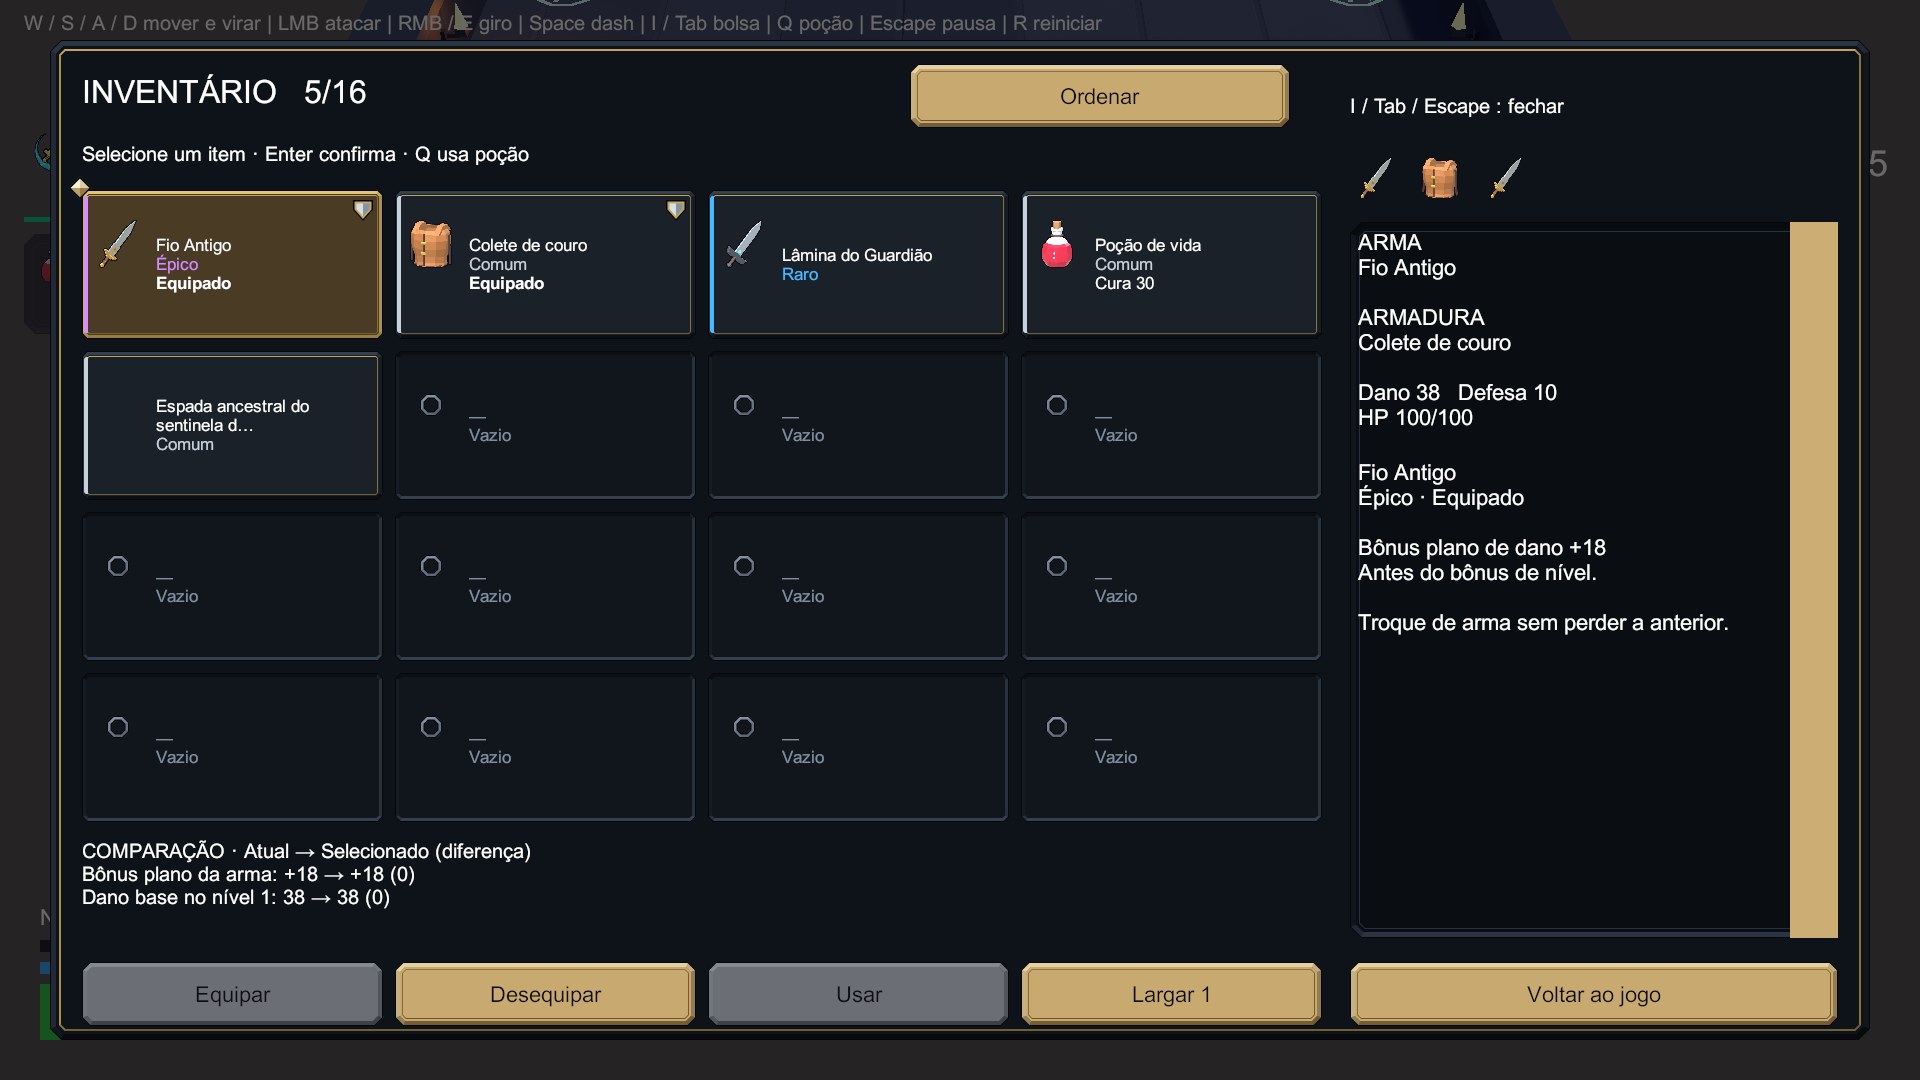 W / S / A / D mover e virar | LMB atacar | RMB / E giro | Space dash | I / Tab bolsa | Q poção | Escape pausa | R reiniciar
INVENTÁRIO 5/16
Ordenar
I / Tab / Escape : fechar
Selecione um item · Enter confirma · Q usa poção
5
Fio Antigo
Épico
Equipado
Colete de couro
Comum
Equipado
Lâmina do Guardião
Raro
Poção de vida
Comum
Cura 30
Espada ancestral do
sentinela d...
Comum
—
Vazio
—
Vazio
—
Vazio
—
Vazio
—
Vazio
—
Vazio
—
Vazio
—
Vazio
—
Vazio
—
Vazio
—
Vazio
ARMA
Fio Antigo
ARMADURA
Colete de couro
Dano 38 Defesa 10
HP 100/100
Fio Antigo
Épico · Equipado
Bônus plano de dano +18
Antes do bônus de nível.
Troque de arma sem perder a anterior.
COMPARAÇÃO · Atual → Selecionado (diferença)
Bônus plano da arma: +18 → +18 (0)
Dano base no nível 1: 38 → 38 (0)
Equipar
Desequipar
Usar
Largar 1
Voltar ao jogo